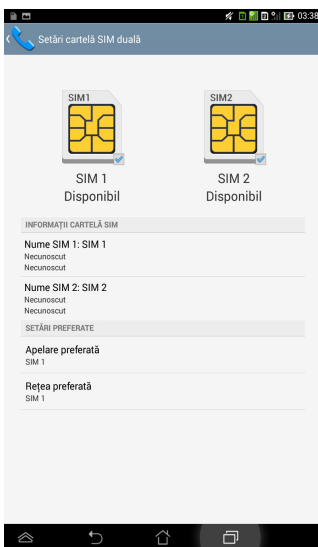 03:38
Setări cartelă SIM duală
SIM1
SIM2
SIM 1
Disponibil
SIM 2
Disponibil
INFORMAȚII CARTELĂ SIM
Nume SIM 1: SIM 1
Necunoscut
Necunoscut
Nume SIM 2: SIM 2
Necunoscut
Necunoscut
SETĂRI PREFERATE
Apelare preferată
SIM 1
Rețea preferată
SIM 1